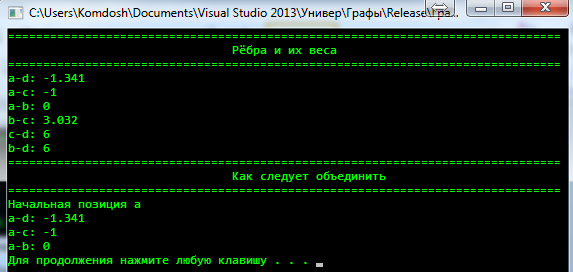 C:\Users\Komdosh\Documents\Visual Studio 2013\Универ\Графы\Release\Гра...
===============================================================================
Рёбра и их веса
===============================================================================
a-d: -1.341
a-c: -1
a-b: 0
b-c: 3.032
c-d: 6
b-d: 6
===============================================================================
Как следует объединить
===============================================================================
Начальная позиция a
a-d: -1.341
a-c: -1
a-b: 0
Для продолжения нажмите любую клавишу . . .